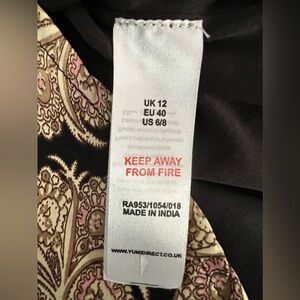 UK 12
EU 40
US 6/8
KEEP AWAY
FROM FIRE
RA953/1054/018
MADE IN INDIA
WWW.YUMIDIRECT.CO.UK